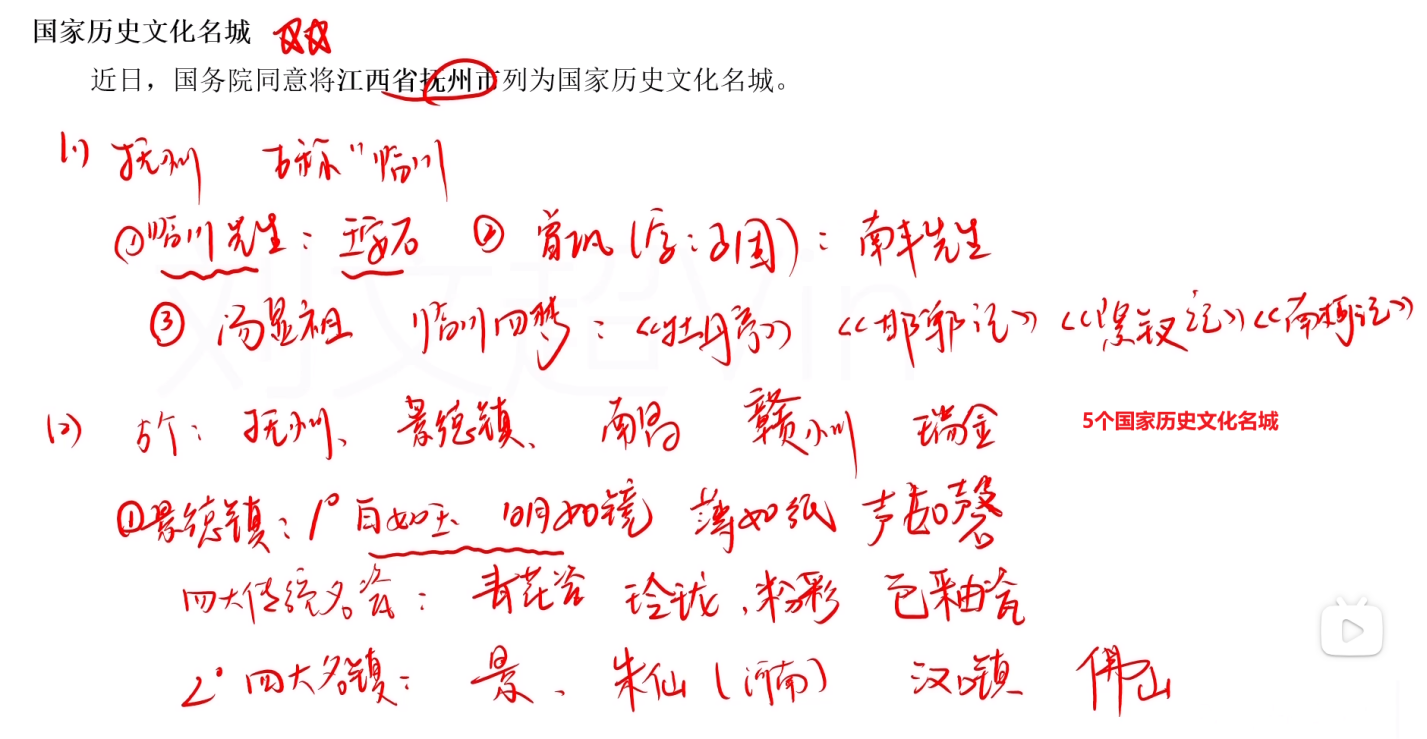 国家历史文化名城
近日，国务院同意将江西省抚州市列为国家历史文化名城。
(1) 抚州 古称"临川
①临川先生：王安石 ② 曾巩(字：子固)：南丰先生
③ 汤显祖 临川四梦：《牡丹亭》《邯郸记》《紫钗记》《南柯记》
(2) 5个：抚州、景德镇、南昌 赣州 瑞金 5个国家历史文化名城
①景德镇：1° 白如玉 明如镜 薄如纸 声如磬
四大传统名瓷：青花瓷 玲珑、粉彩 色釉瓷
2° 四大名镇：景、朱仙(河南) 汉口镇 佛山
刘文超Vin